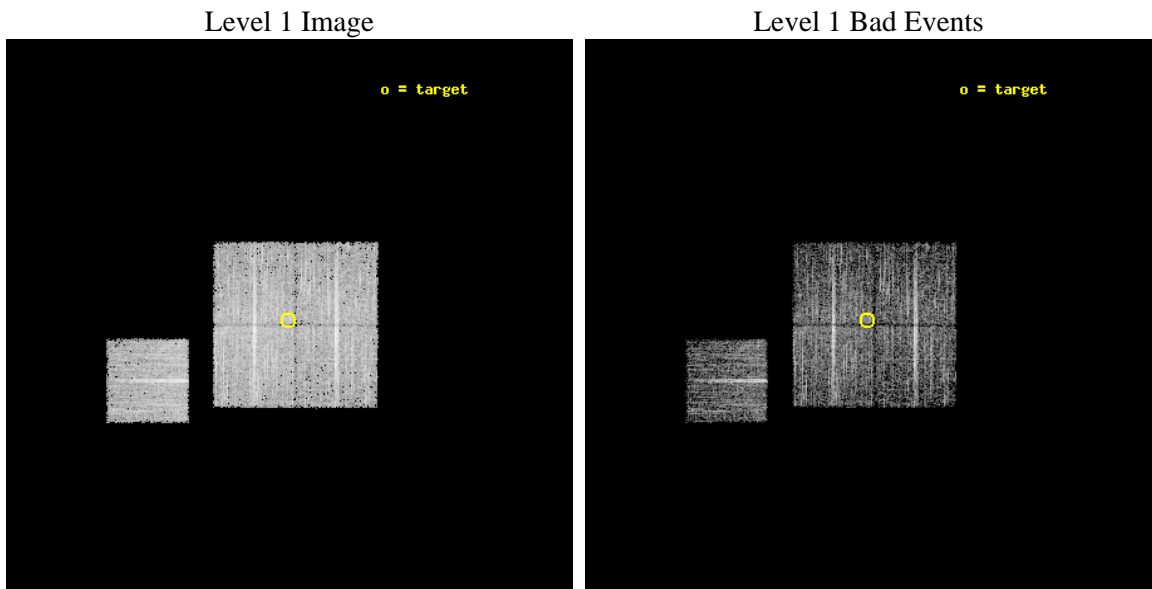 Level 1 Image
Level 1 Bad Events
o = target
o = target